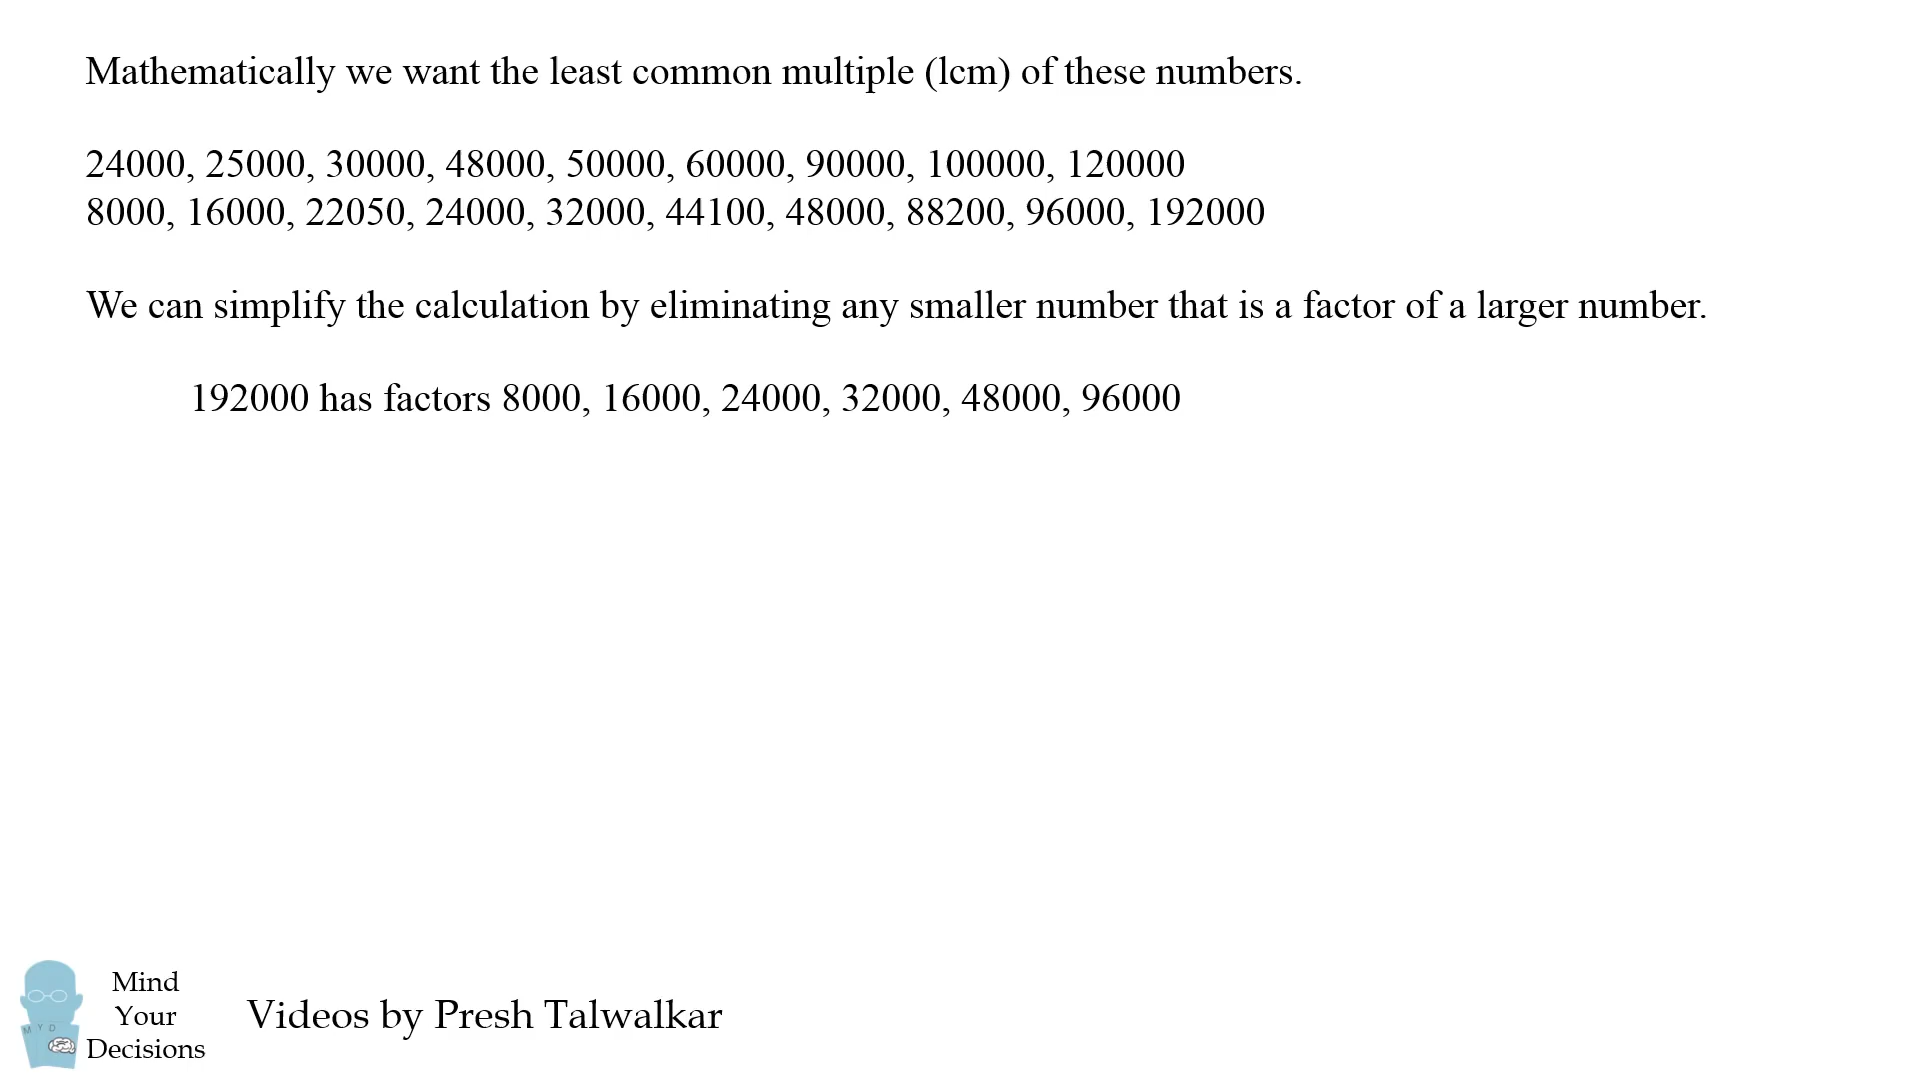 Mathematically we want the least common multiple (lcm) of these numbers.
24000, 25000, 30000, 48000, 50000, 60000, 90000, 100000, 120000
8000, 16000, 22050, 24000, 32000, 44100, 48000, 88200, 96000, 192000
We can simplify the calculation by eliminating any smaller number that is a factor of a larger number.
192000 has factors 8000, 16000, 24000, 32000, 48000, 96000
M Y D
Mind
Your
Decisions
Videos by Presh Talwalkar